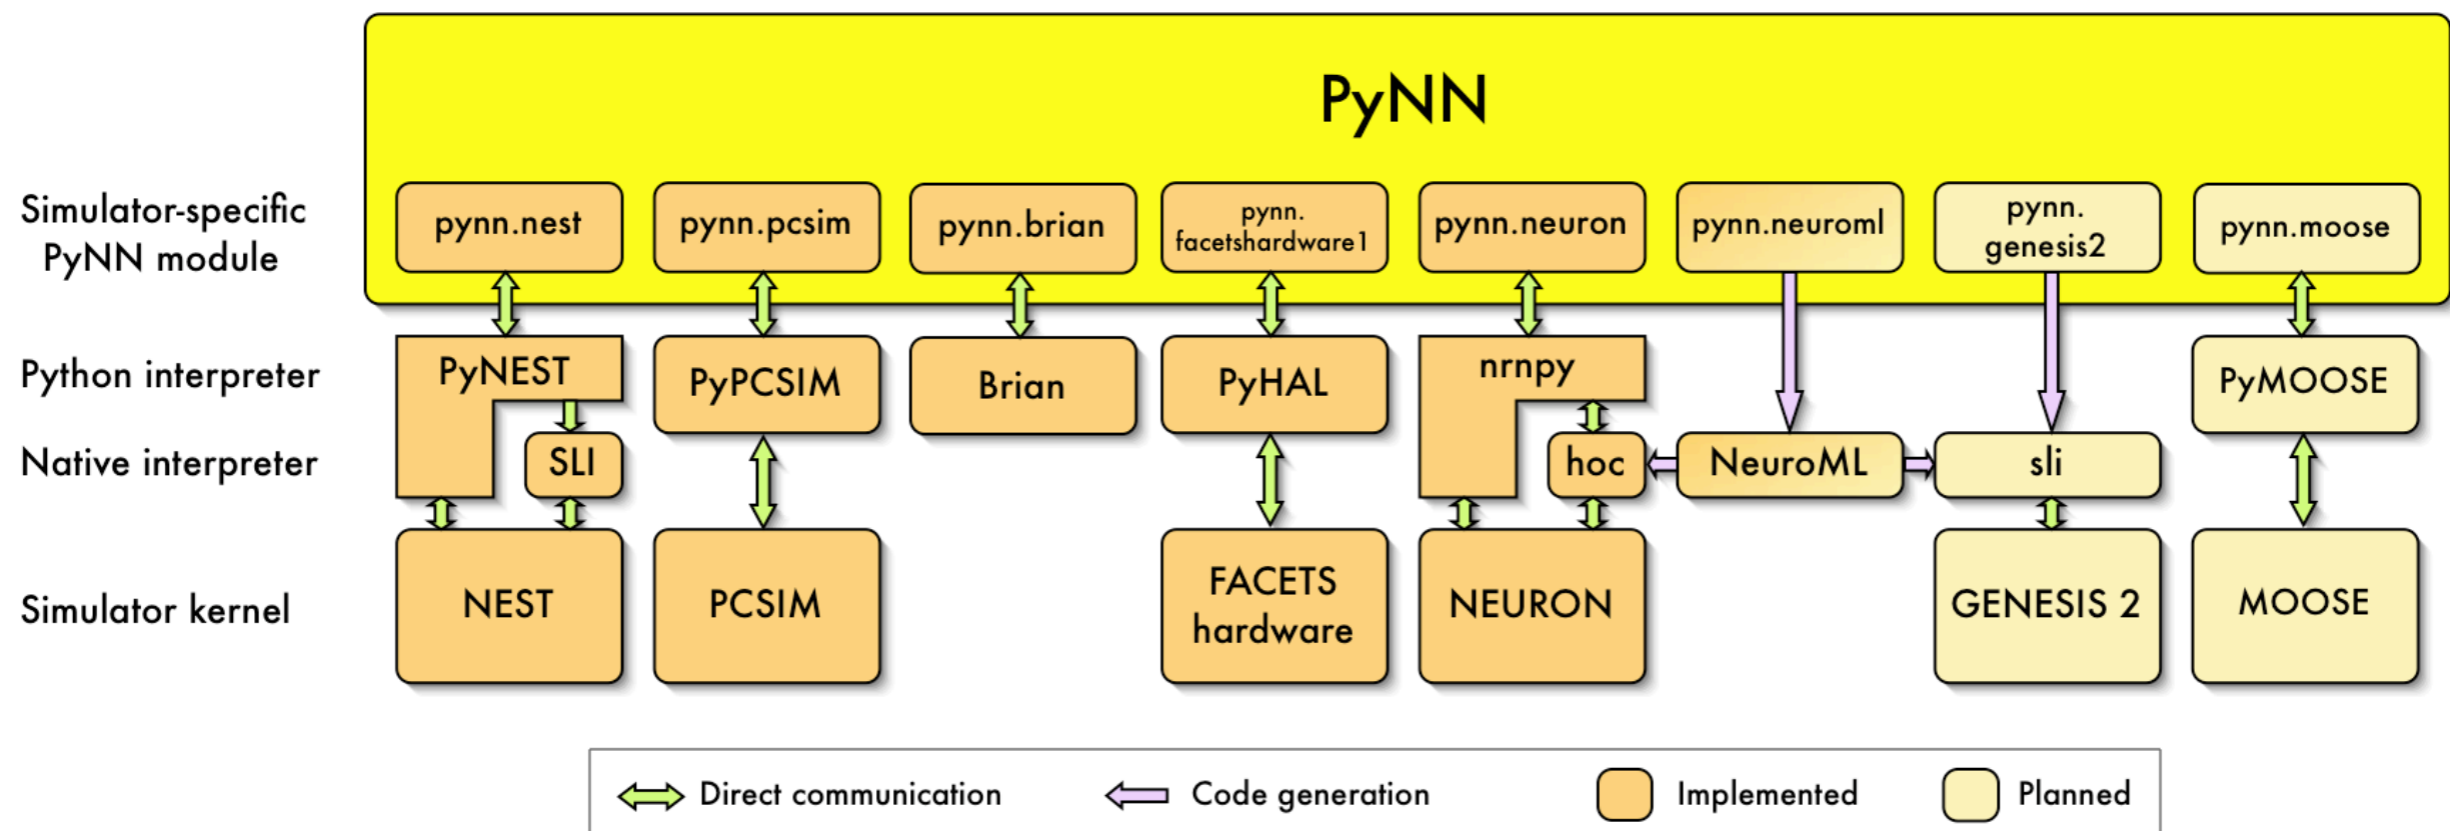 PyNN
Simulator-specific
PyNN module
pynn.nest
pynn.pcsim
pynn.brian
pynn.
facetshardware1
pynn.neuron
pynn.neuroml
pynn.
genesis2
pynn.moose
Python interpreter
PyNEST
PyPCSIM
Brian
PyHAL
nrnpy
PyMOOSE
Native interpreter
SLI
hoc
NeuroML
sli
Simulator kernel
NEST
PCSIM
FACETS
hardware
NEURON
GENESIS 2
MOOSE
Direct communication
Code generation
Implemented
Planned